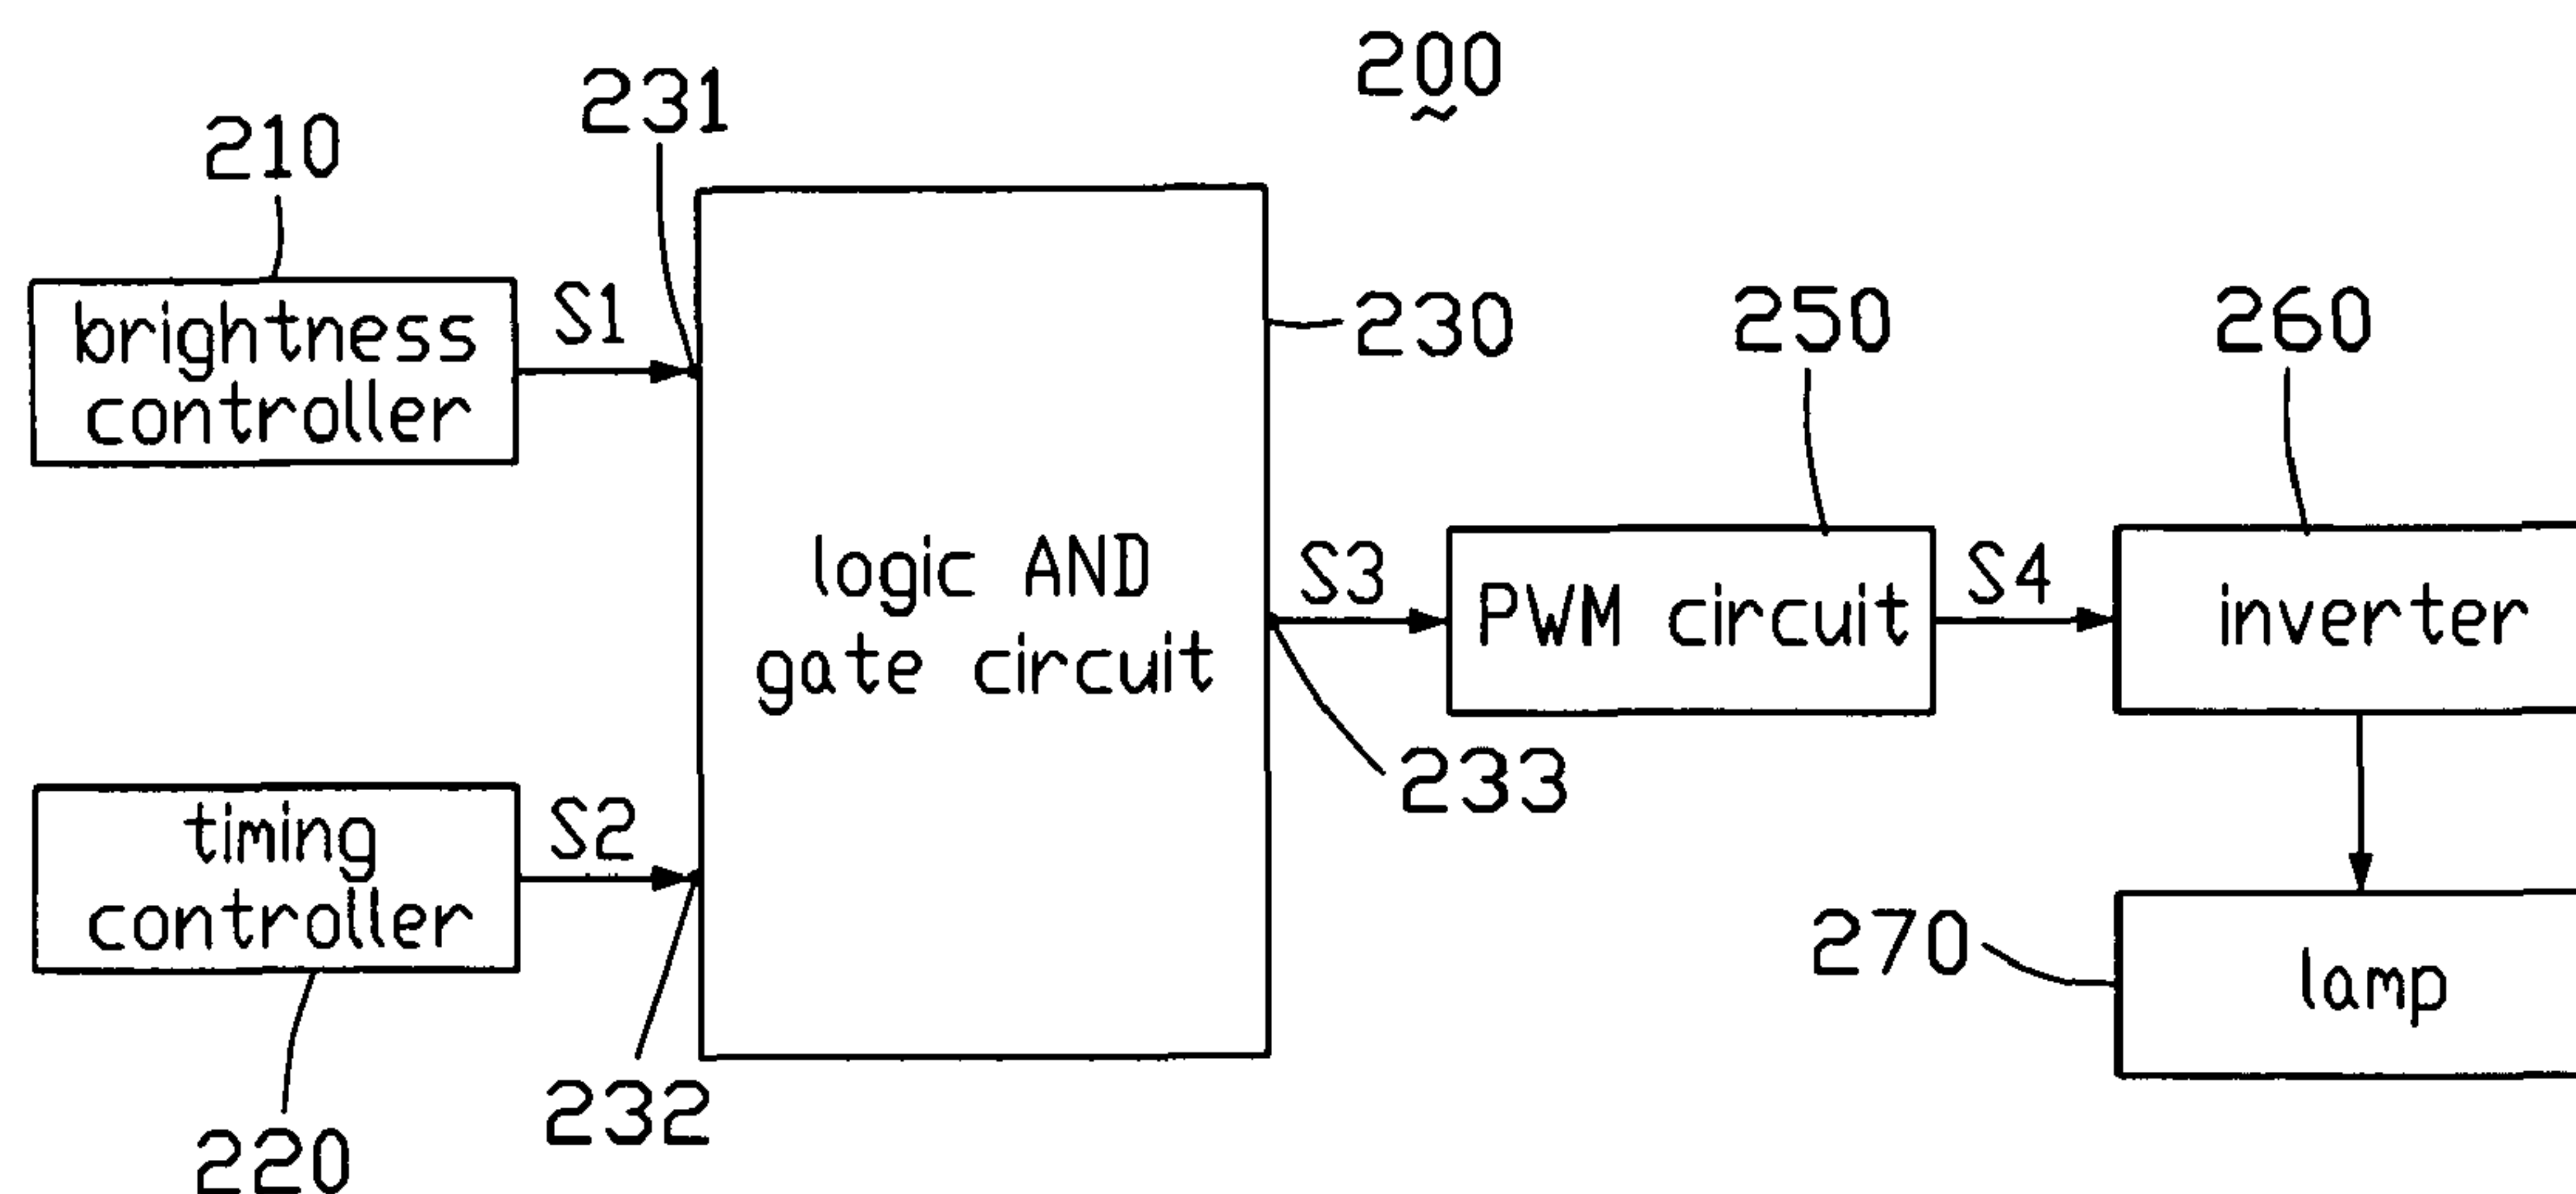 200
231
210
brightness
controller
S1
230
250
260
logic AND
gate circuit
S3
PWM circuit
S4
inverter
233
timing
controller
S2
270
lamp
232
220